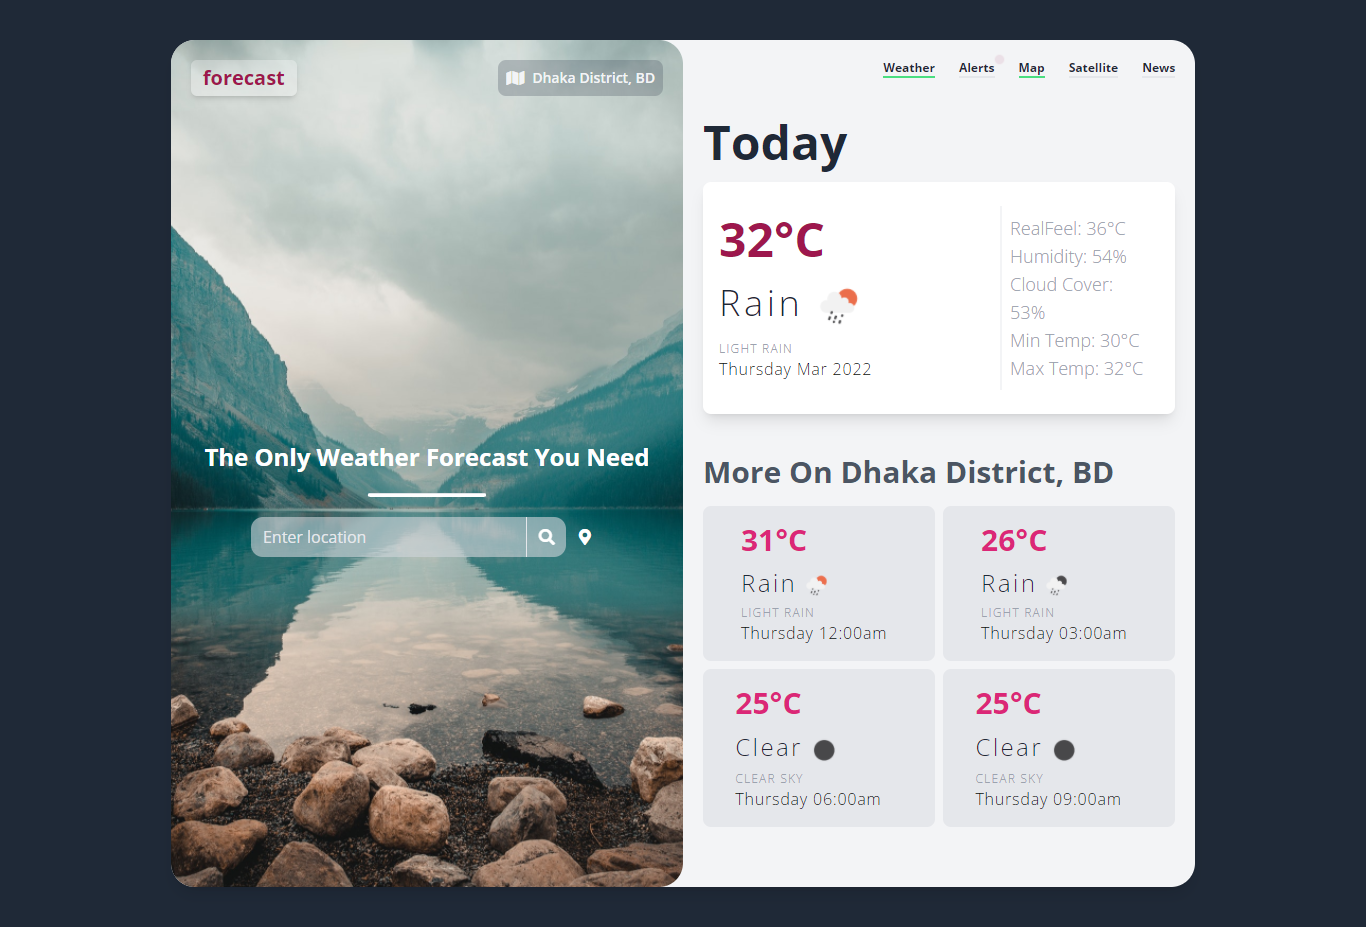 forecast
Dhaka District, BD
The Only Weather Forecast You Need
Enter location
Weather Alerts Map Satellite News
Today
32°C
Rain
LIGHT RAIN
Thursday Mar 2022
RealFeel: 36°C
Humidity: 54%
Cloud Cover:
53%
Min Temp: 30°C
Max Temp: 32°C
More On Dhaka District, BD
31°C
Rain
LIGHT RAIN
Thursday 12:00am
26°C
Rain
LIGHT RAIN
Thursday 03:00am
25°C
Clear
CLEAR SKY
Thursday 06:00am
25°C
Clear
CLEAR SKY
Thursday 09:00am